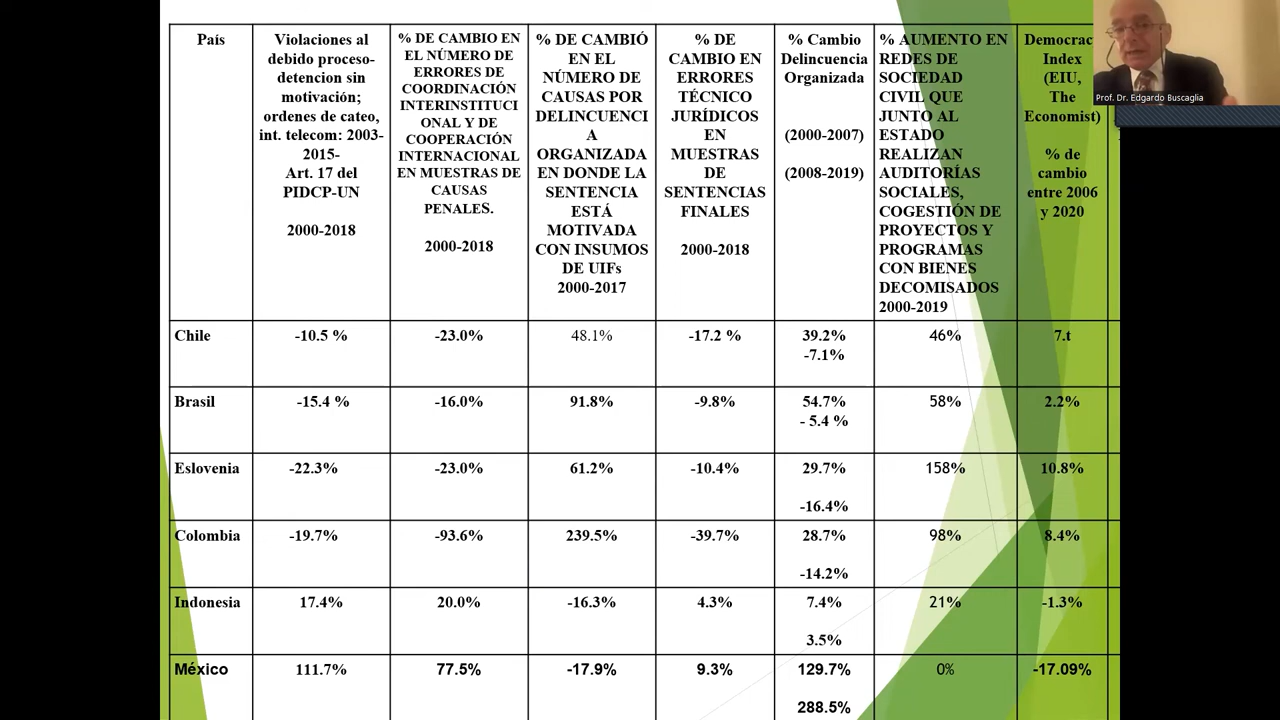 País
Violaciones al
debido proceso-
detencion sin
motivación;
ordenes de cateo,
int. telecom: 2003-
2015-
Art. 17 del
PIDCP-UN
2000-2018
% DE CAMBIO EN
EL NÚMERO DE
ERRORES DE
COORDINACIÓN
INTERINSTITUCI
ONAL Y DE
COOPERACIÓN
INTERNACIONAL
EN MUESTRAS DE
CAUSAS
PENALES.
2000-2018
% DE CAMBIÓ
EN EL
NÚMERO DE
CAUSAS POR
DELINCUENCI
A
ORGANIZADA
EN DONDE LA
SENTENCIA
ESTÁ
MOTIVADA
CON INSUMOS
DE UIFs
2000-2017
% DE
CAMBIO EN
ERRORES
TÉCNICO
JURÍDICOS
EN
MUESTRAS
DE
SENTENCIAS
FINALES
2000-2018
% Cambio
Delincuencia
Organizada
(2000-2007)
(2008-2019)
% AUMENTO EN
REDES DE
SOCIEDAD
CIVIL QUE
JUNTO AL
ESTADO
REALIZAN
AUDITORÍAS
SOCIALES,
COGESTIÓN DE
PROYECTOS Y
PROGRAMAS
CON BIENES
DECOMISADOS
2000-2019
Democrac
Index
(EIU,
The
Economist)
% de
cambio
entre 2006
y 2020
Prof. Dr. Edgardo Buscaglia
Chile -10.5 % -23.0% 48.1% -17.2 % 39.2% 46% 7.t
-7.1%
Brasil -15.4 % -16.0% 91.8% -9.8% 54.7% 58% 2.2%
- 5.4 %
Eslovenia -22.3% -23.0% 61.2% -10.4% 29.7% 158% 10.8%
-16.4%
Colombia -19.7% -93.6% 239.5% -39.7% 28.7% 98% 8.4%
-14.2%
Indonesia 17.4% 20.0% -16.3% 4.3% 7.4% 21% -1.3%
3.5%
México 111.7% 77.5% -17.9% 9.3% 129.7% 0% -17.09%
288.5%